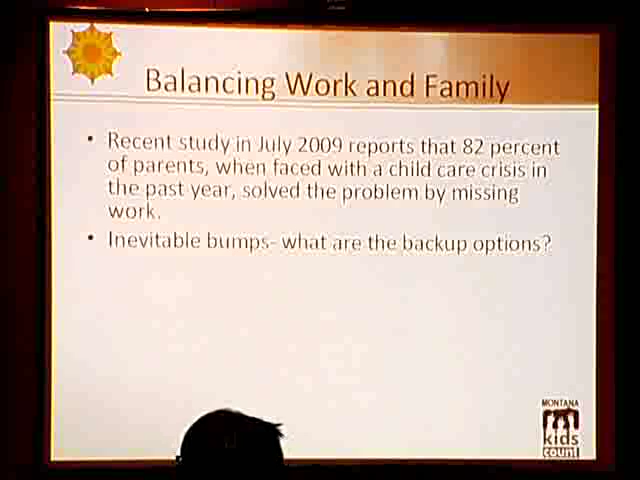 Balancing Work and Family
• Recent study in July 2009 reports that 82 percent
of parents, when faced with a child care crisis in
the past year, solved the problem by missing
work.
• Inevitable bumps- what are the backup options?
MONTANA
kids
count